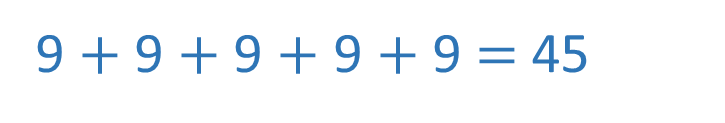 9 + 9 + 9 + 9 + 9 = 45